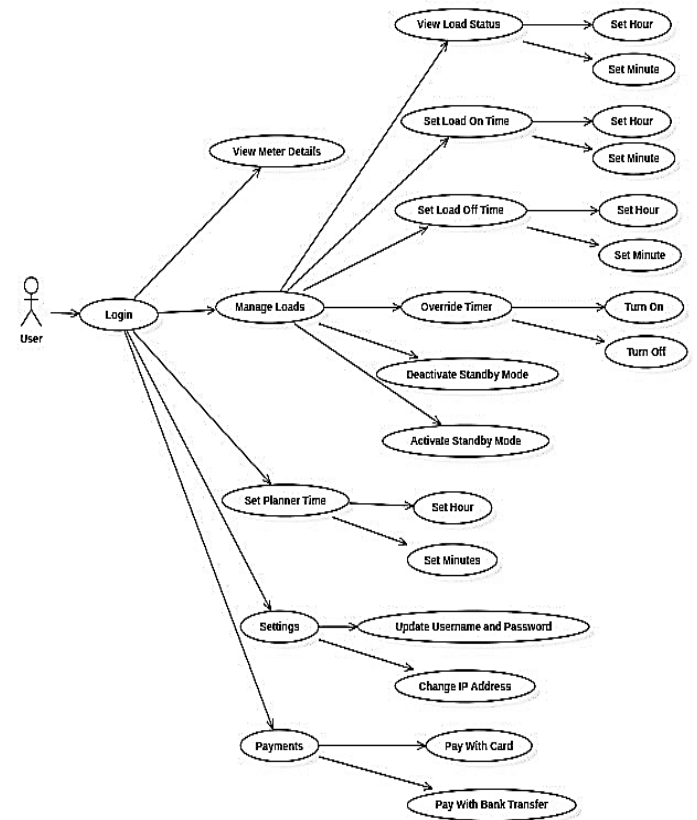 View Load Status
Set Hour
Set Minute
Set Load On Time
Set Hour
Set Minute
View Meter Details
Set Load Off Time
Set Hour
Set Minute
User
Login
Manage Loads
Override Timer
Turn On
Turn Off
Deactivate Standby Mode
Activate Standby Mode
Set Planner Time
Set Hour
Set Minutes
Settings
Update Username and Password
Change IP Address
Payments
Pay With Card
Pay With Bank Transfer